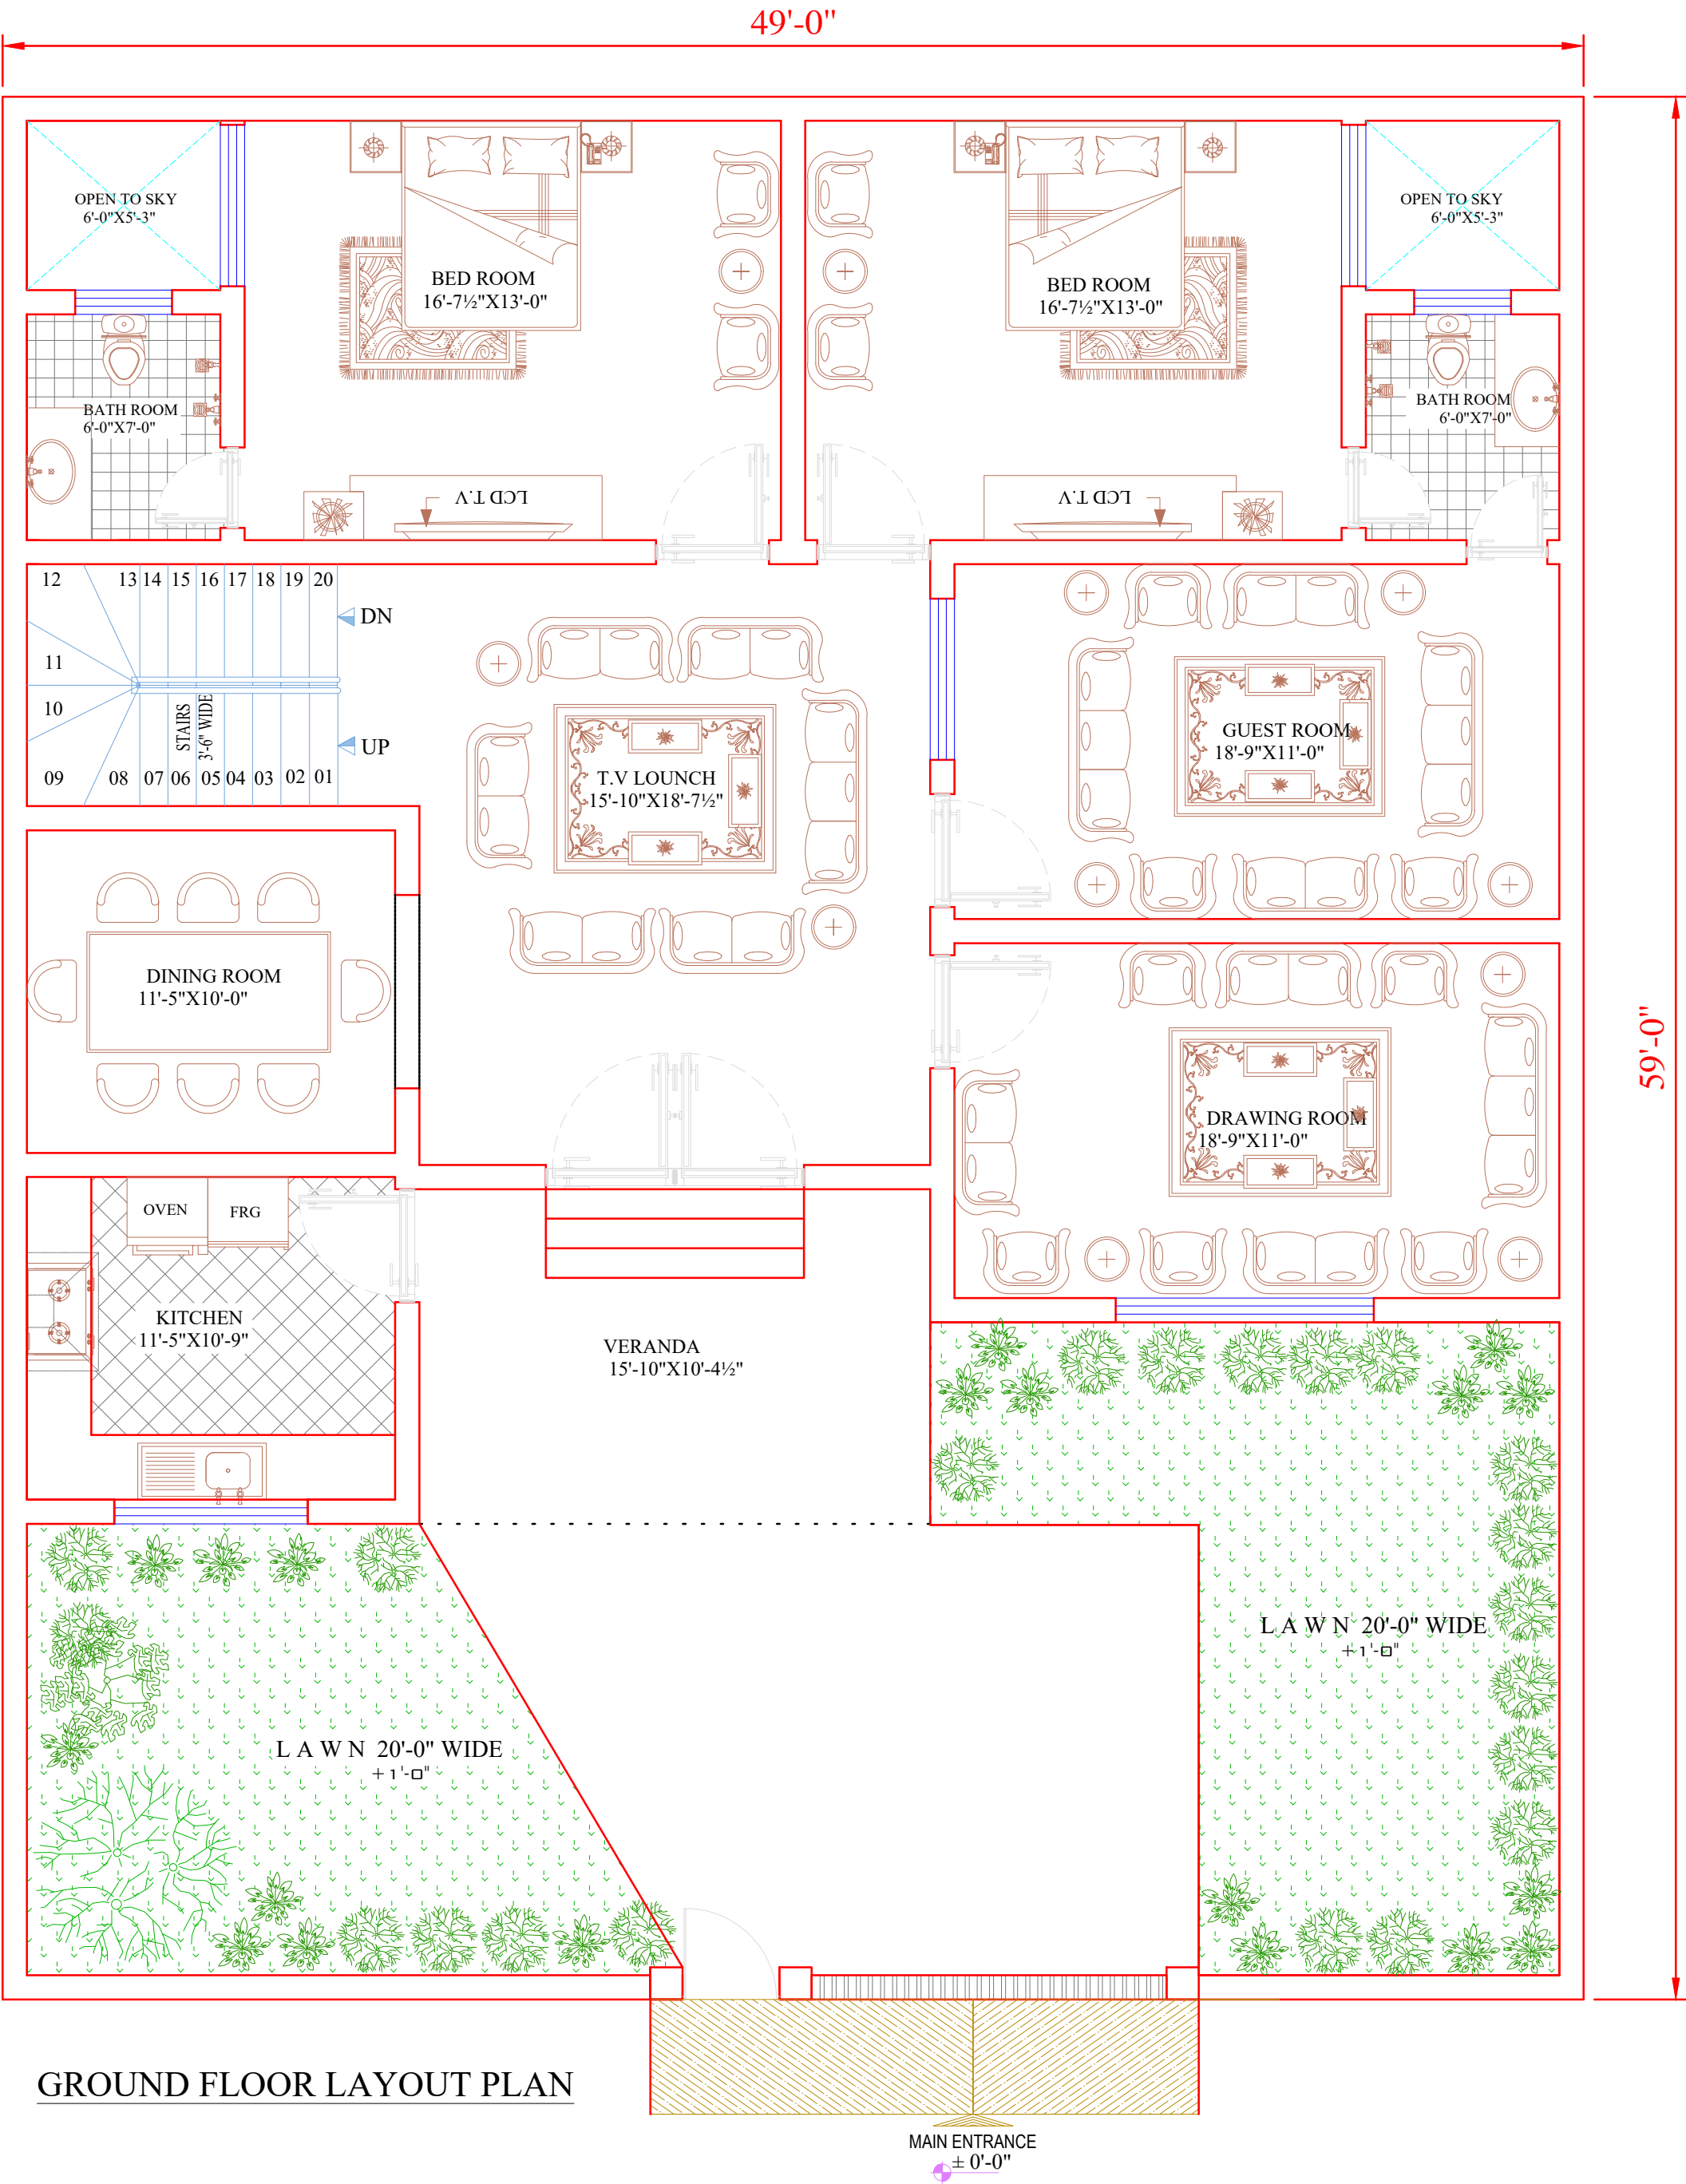 49'-0"
OPEN TO SKY
6'-0"X5'-3"
OPEN TO SKY
6'-0"X5'-3"
BED ROOM
16'-7½"X13'-0"
BED ROOM
16'-7½"X13'-0"
BATH ROOM
6'-0"X7'-0"
BATH ROOM
6'-0"X7'-0"
LCD T.V
LCD T.V
12 13 14 15 16 17 18 19 20
DN
11
10
STAIRS
3'-6" WIDE
UP
09 08 07 06 05 04 03 02 01
GUEST ROOM
18'-9"X11'-0"
T.V LOUNCH
15'-10"X18'-7½"
DINING ROOM
11'-5"X10'-0"
59'-0"
DRAWING ROOM
18'-9"X11'-0"
OVEN
FRG
KITCHEN
11'-5"X10'-9"
VERANDA
15'-10"X10'-4½"
L A W N 20'-0" WIDE
+1'-0"
L A W N 20'-0" WIDE
+1'-0"
GROUND FLOOR LAYOUT PLAN
MAIN ENTRANCE
± 0'-0"